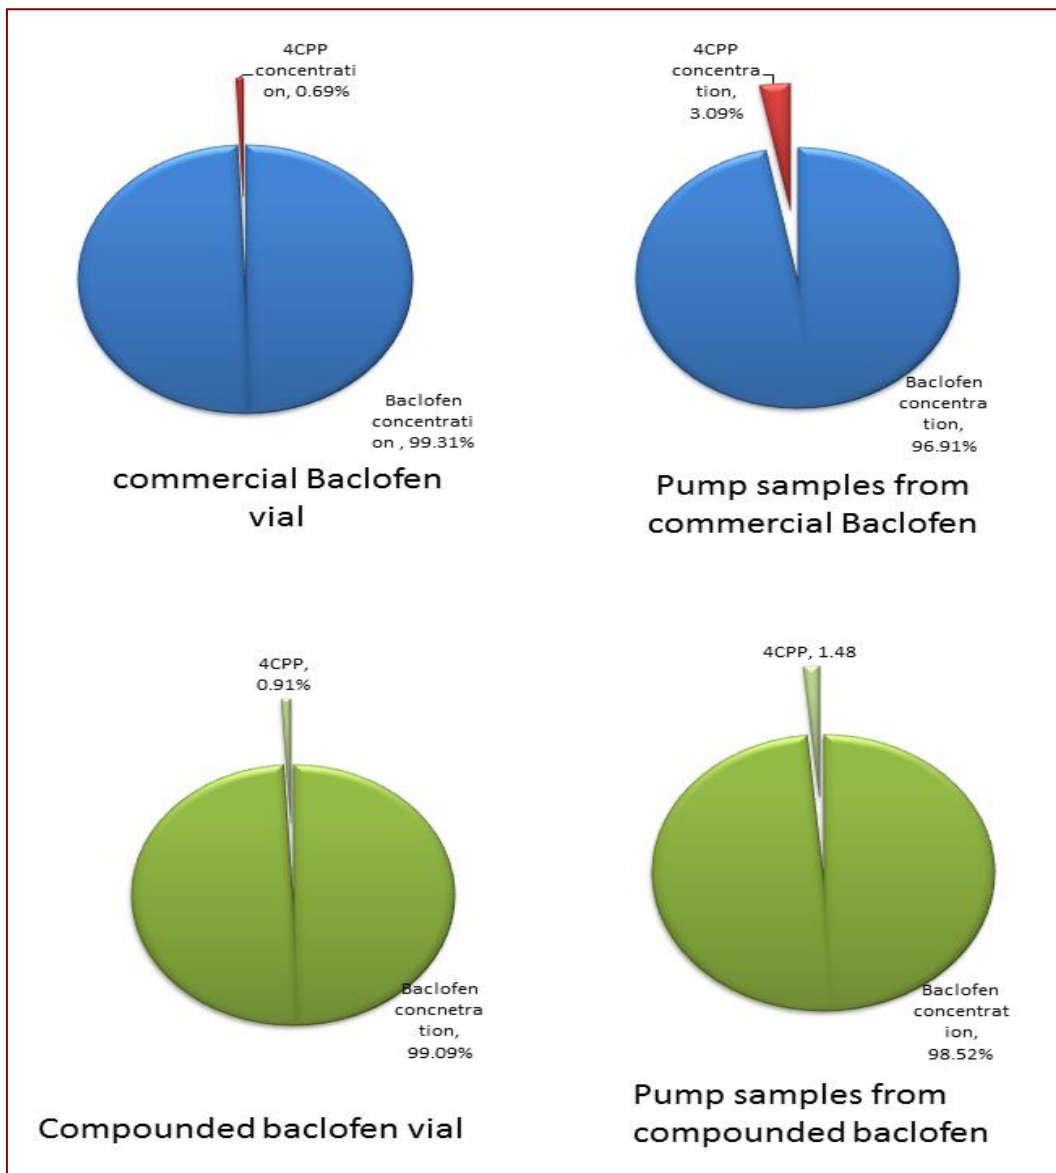 4CPP
concentrati
on, 0.69%
Baclofen
concentrati
on , 99.31%
commercial Baclofen
vial
4CPP
concentra
tion,
3.09%
Baclofen
concentra
tion,
96.91%
Pump samples from
commercial Baclofen
4CPP,
0.91%
Baclofen
concnetra
tion,
99.09%
Compounded baclofen vial
4CPP, 1.48
Baclofen
concentrat
ion,
98.52%
Pump samples from
compounded baclofen